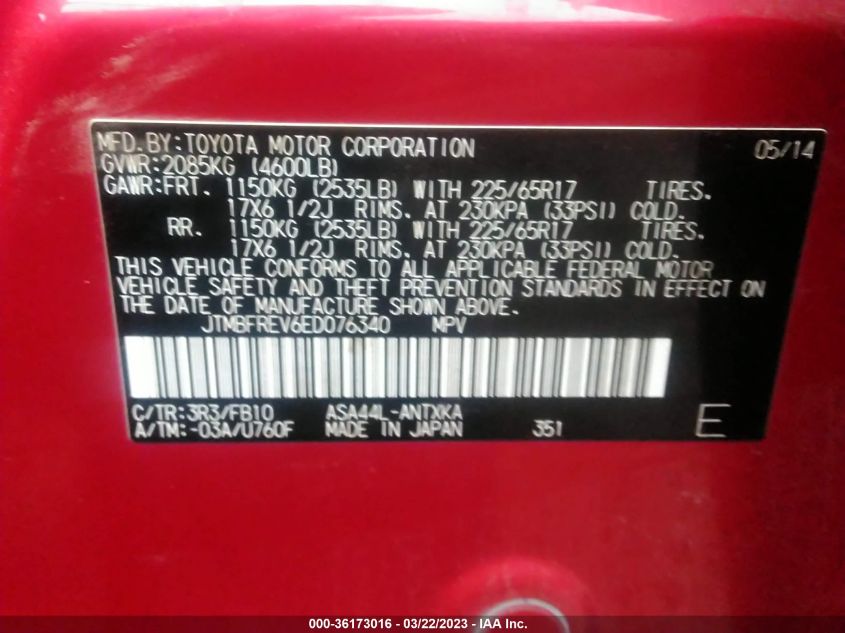 MFD.BY:TOYOTA MOTOR CORPORATION 05/14
GVWR:2085KG (4600LB)
GAWR:FRT. 1150KG (2535LB) WITH 225/65R17 TIRES.
17X6 1/2J RIMS. AT 230KPA (33PSI) COLD.
RR. 1150KG (2535LB) WITH 225/65R17 TIRES.
17X6 1/2J RIMS. AT 230KPA (33PSI) COLD.
THIS VEHICLE CONFORMS TO ALL APPLICABLE FEDERAL MOTOR
VEHICLE SAFETY AND THEFT PREVENTION STANDARDS IN EFFECT ON
THE DATE OF MANUFACTURE SHOWN ABOVE.
JTMBFREV6ED076340 MPV
C/TR:3R3/FB10 ASA44L-ANTXKA
A/TM:-03A/U760F MADE IN JAPAN 351 E
000-36173016 - 03/22/2023 - IAA Inc.